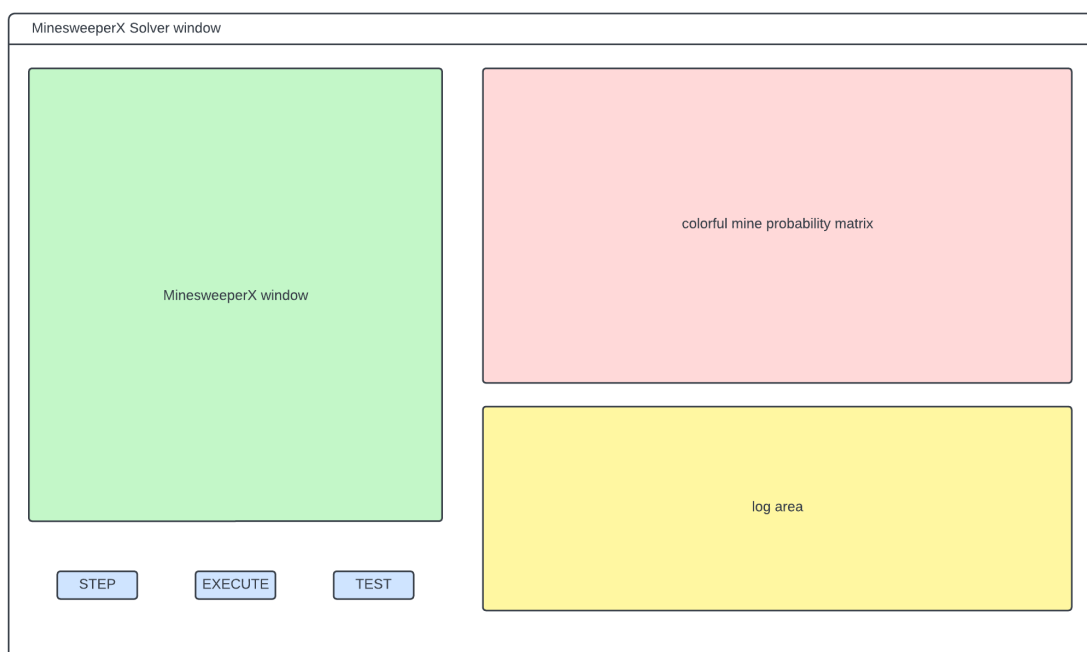 MinesweeperX Solver window
MinesweeperX window
colorful mine probability matrix
log area
STEP
EXECUTE
TEST